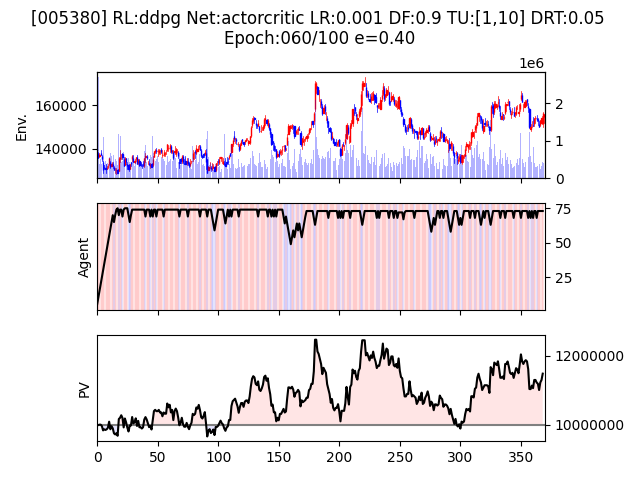 [005380] RL:ddpg Net:actorcritic LR:0.001 DF:0.9 TU:[1,10] DRT:0.05
Epoch:060/100 e=0.40
1e6
Env.
160000
140000
2
1
0
Agent
75
50
25
PV
12000000
10000000
0 50 100 150 200 250 300 350